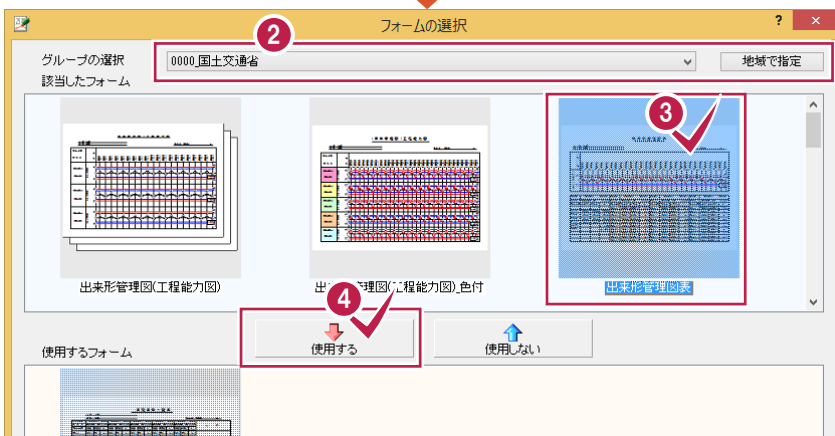 フォームの選択
? ×
2
グループの選択
0000_国土交通省
地域で指定
該当したフォーム
3
出来形管理図(工程能力図)
出来形管理図(工程能力図)_色付
出来形管理図表
4
使用する
使用しない
使用するフォーム